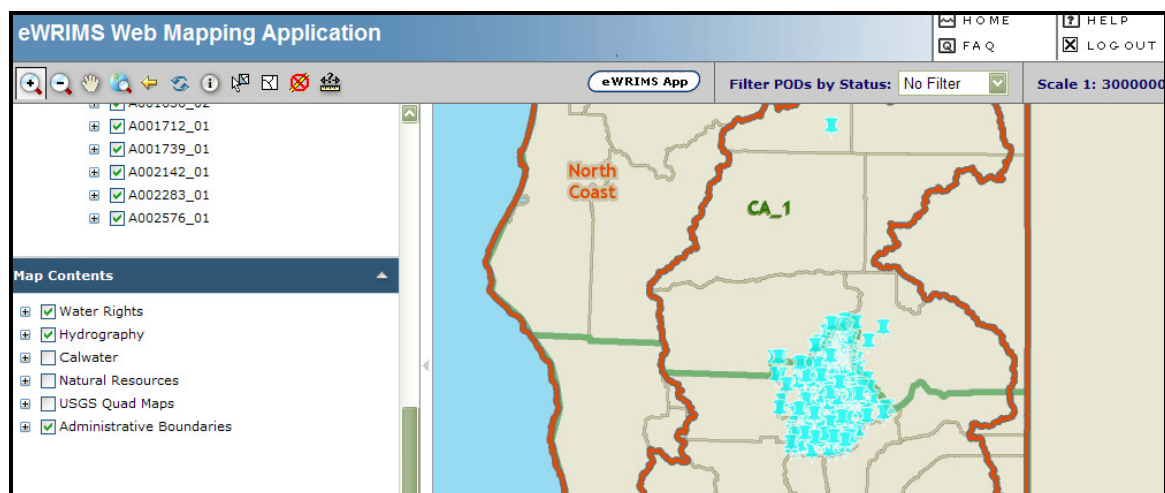 eWRIMS Web Mapping Application
HOME
HELP
FAQ
LOGOUT
eWRIMS App
Filter PODs by Status: No Filter
Scale 1: 3000000
A001712_01
A001739_01
A002142_01
A002283_01
A002576_01
Map Contents
Water Rights
Hydrography
Calwater
Natural Resources
USGS Quad Maps
Administrative Boundaries
North
Coast
CA_1